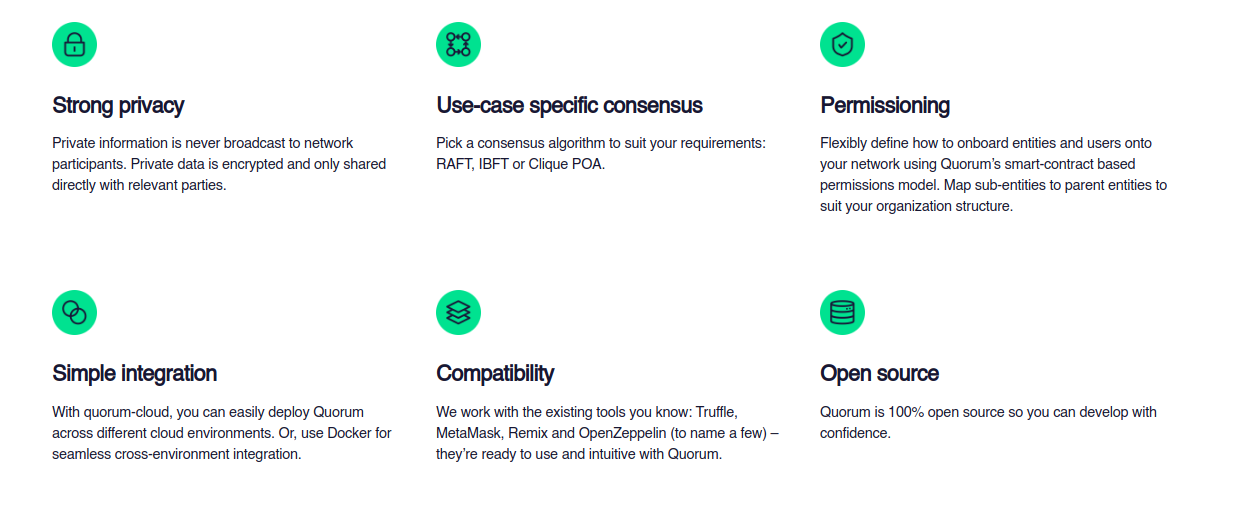 Strong privacy
Private information is never broadcast to network
participants. Private data is encrypted and only shared
directly with relevant parties.
Use-case specific consensus
Pick a consensus algorithm to suit your requirements:
RAFT, IBFT or Clique POA.
Permissioning
Flexibly define how to onboard entities and users onto
your network using Quorum’s smart-contract based
permissions model. Map sub-entities to parent entities to
suit your organization structure.
Simple integration
With quorum-cloud, you can easily deploy Quorum
across different cloud environments. Or, use Docker for
seamless cross-environment integration.
Compatibility
We work with the existing tools you know: Truffle,
MetaMask, Remix and OpenZeppelin (to name a few) –
they’re ready to use and intuitive with Quorum.
Open source
Quorum is 100% open source so you can develop with
confidence.